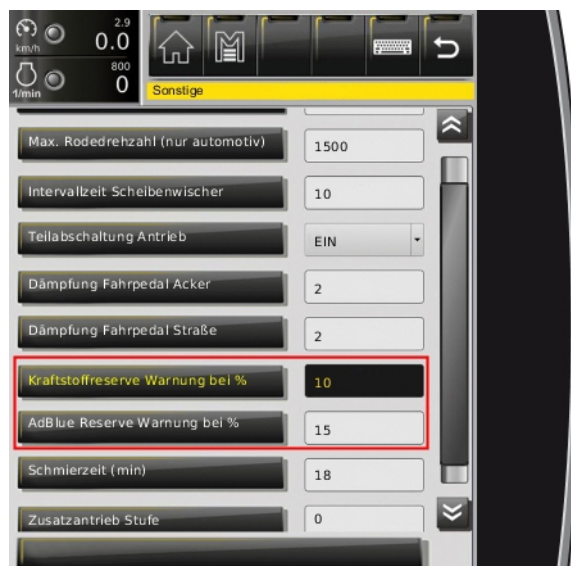 2.9
km/h 0.0
800
1/min 0
Sonstige
Max. Rodedrehzahl (nur automotiv) 1500
Intervallzeit Scheibenwischer 10
Teilabschaltung Antrieb EIN
Dämpfung Fahrpedal Acker 2
Dämpfung Fahrpedal Straße 2
Kraftstoffreserve Warnung bei % 10
AdBlue Reserve Warnung bei % 15
Schmierzeit (min) 18
Zusatzantrieb Stufe 0